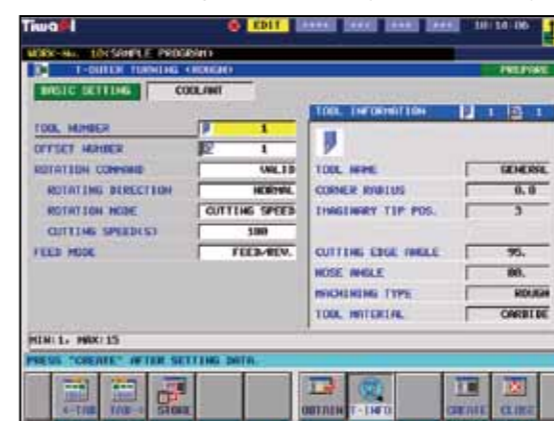 EDIT 10:14:06
WORK-No. 10(SAMPLE PROGRAM)
T-OUTER TURNING (ROUGH) PREPARE
BASIC SETTING COOLANT
TOOL INFORMATION 1 1
TOOL NUMBER 1
OFFSET NUMBER 1
ROTATION COMMAND VALID
ROTATING DIRECTION NORMAL
ROTATION MODE CUTTING SPEED
CUTTING SPEED(S) 100
FEED MODE FEED/REV.
TOOL NAME GENERAL
CORNER RADIUS 0.8
IMAGINARY TIP POS. 3
CUTTING EDGE ANGLE 95.
NOSE ANGLE 80.
MACHINING TYPE ROUGH
TOOL MATERIAL CARBIDE
MIN: 1, MAX: 15
PRESS "CREATE" AFTER SETTING DATA.
<-TAB TAB-> STORE OBTAIN T-INFO CREATE CLOSE